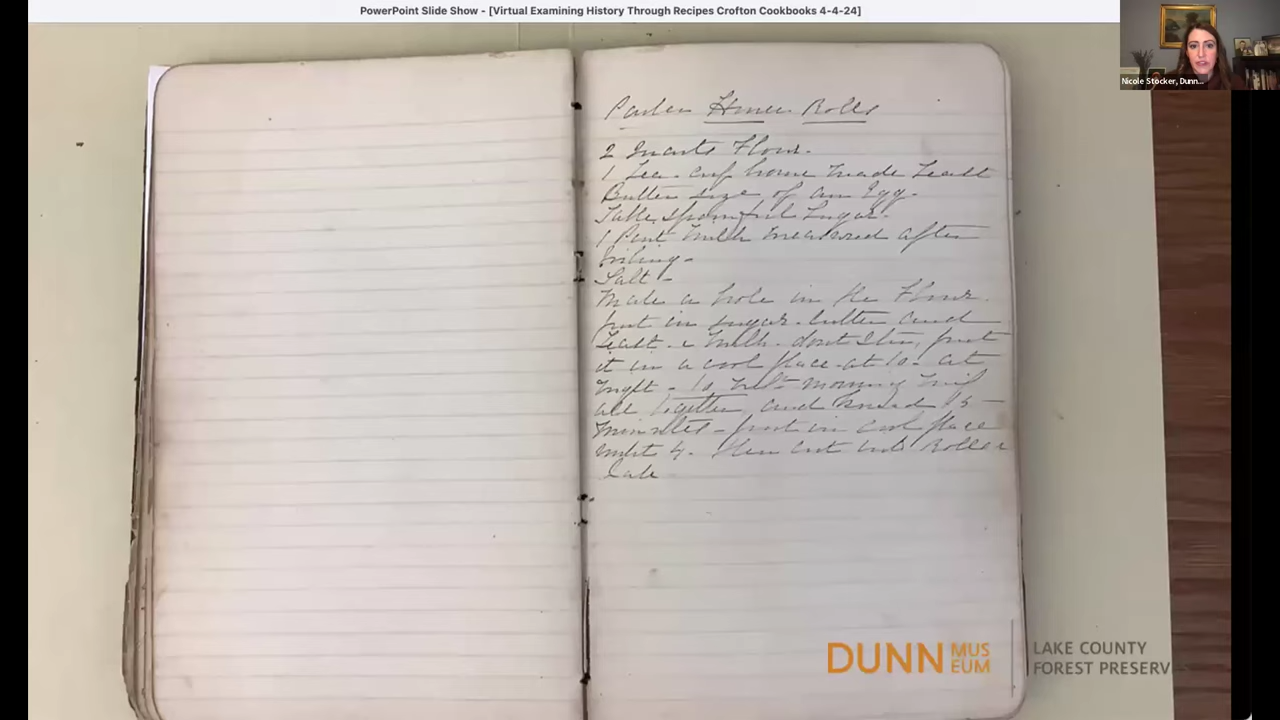 PowerPoint Slide Show - [Virtual Examining History Through Recipes Crofton Cookbooks 4-4-24]
Nicole Stocker, Dunn...
Parker House Rolls
2 Quarts Flour.
1 Tea-cup home made Yeast
Butter size of an Egg.
Table spoonful Sugar.
1 Pint Milk measured after
boiling -
Salt -
Make a hole in the Flour.
put in sugar. butter and
Yeast. & Milk. dont stir, put
it in a cool place at 10 - at
night - 10 next morning mix
all together, and knead 15
minutes - put in cool place
until 4. then cut into Rolls &
bake
DUNN MUSEUM
LAKE COUNTY
FOREST PRESERVES